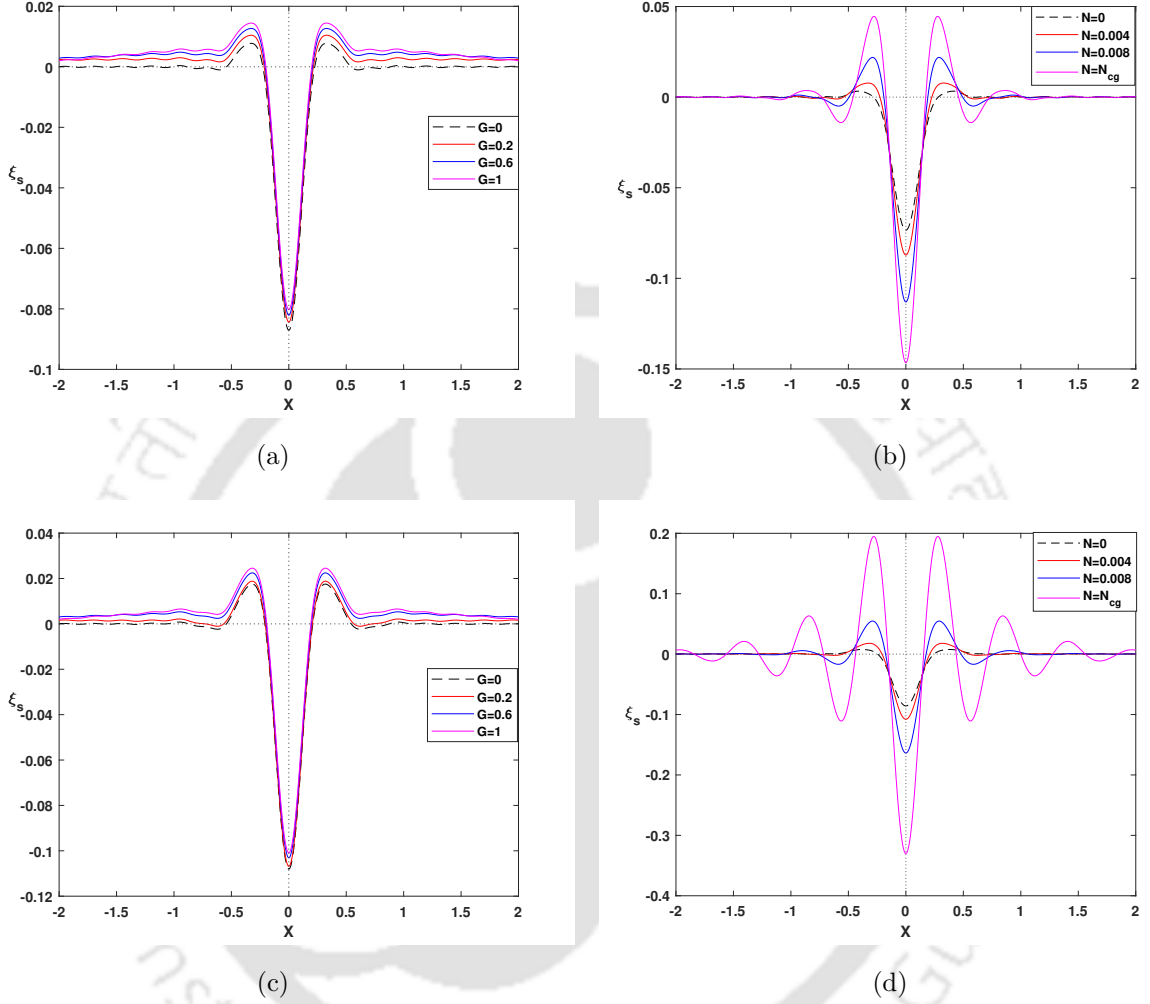 0.02
0
-0.02
-0.04
-0.06
-0.08
-0.1
ξs
-2 -1.5 -1 -0.5 0 0.5 1 1.5 2
X
G=0
G=0.2
G=0.6
G=1
(a)
0.05
0
-0.05
-0.1
-0.15
ξs
-2 -1.5 -1 -0.5 0 0.5 1 1.5 2
X
N=0
N=0.004
N=0.008
N=Ncg
(b)
0.04
0.02
0
-0.02
-0.04
-0.06
-0.08
-0.1
-0.12
ξs
-2 -1.5 -1 -0.5 0 0.5 1 1.5 2
X
G=0
G=0.2
G=0.6
G=1
(c)
0.2
0.1
0
-0.1
-0.2
-0.3
-0.4
ξs
-2 -1.5 -1 -0.5 0 0.5 1 1.5 2
X
N=0
N=0.004
N=0.008
N=Ncg
(d)